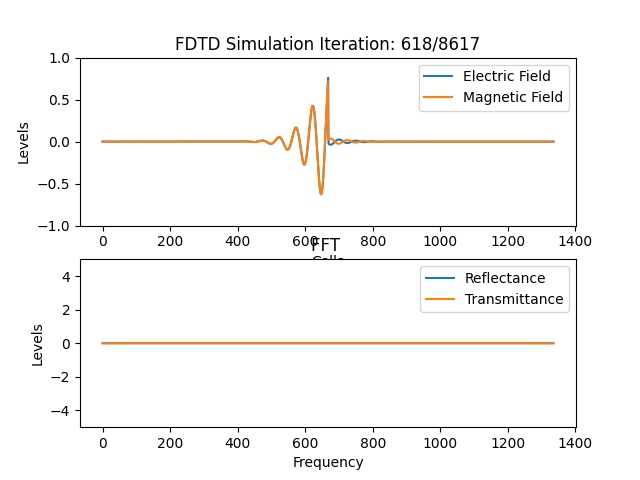 FDTD Simulation Iteration: 618/8617
1.0
0.5
0.0
−0.5
−1.0
Levels
Electric Field
Magnetic Field
0 200 400 600 800 1000 1200 1400
FFT
4
2
0
−2
−4
Levels
Reflectance
Transmittance
0 200 400 600 800 1000 1200 1400
Frequency